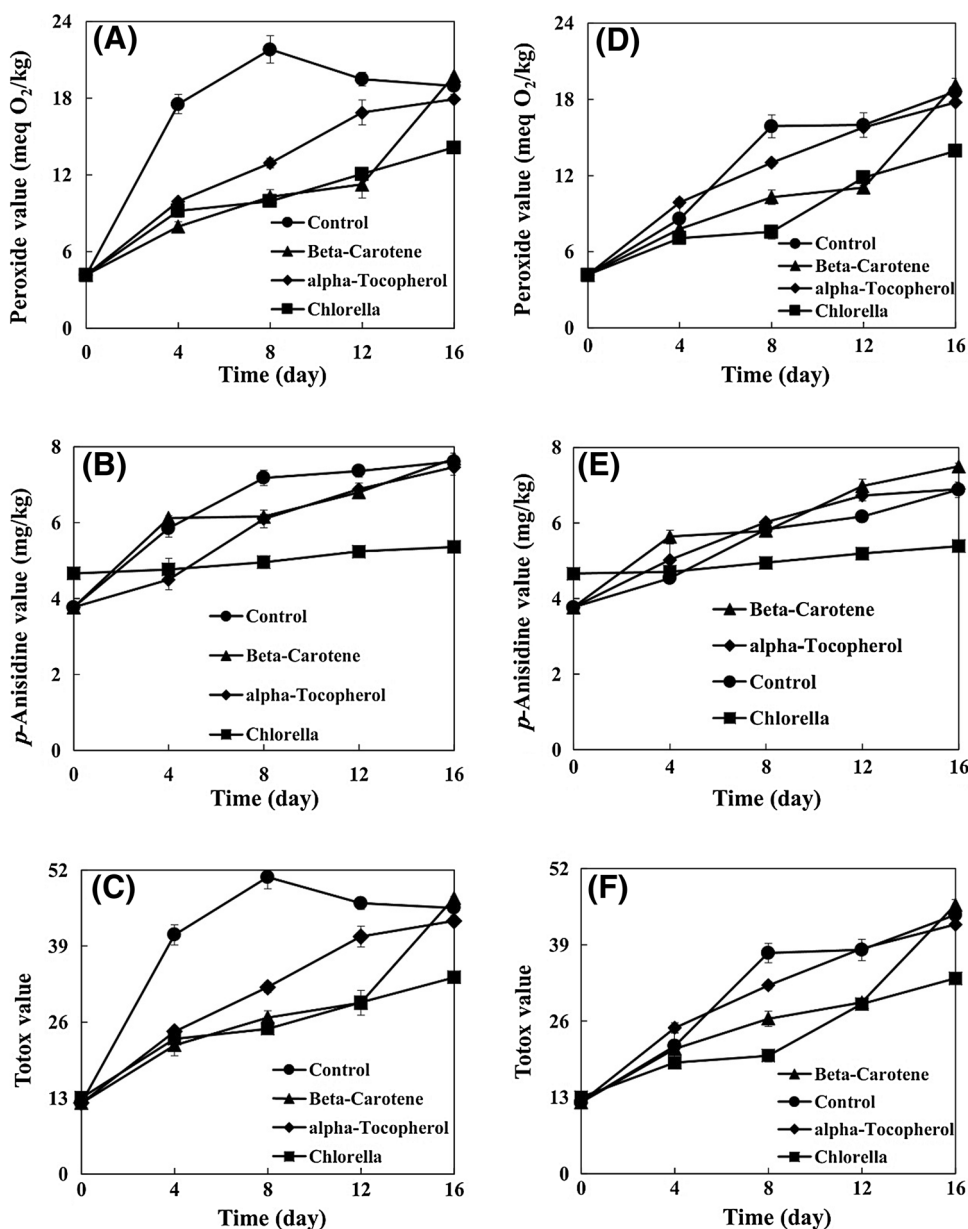 (A)
Peroxide value (meq O2/kg)
24
18
12
6
0
Control
Beta-Carotene
alpha-Tocopherol
Chlorella
0 4 8 12 16
Time (day)
(D)
Peroxide value (meq O2/kg)
24
18
12
6
0
Control
Beta-Carotene
alpha-Tocopherol
Chlorella
0 4 8 12 16
Time (day)
(B)
p-Anisidine value (mg/kg)
8
6
4
2
0
Control
Beta-Carotene
alpha-Tocopherol
Chlorella
0 4 8 12 16
Time (day)
(E)
p-Anisidine value (mg/kg)
8
6
4
2
0
Beta-Carotene
alpha-Tocopherol
Control
Chlorella
0 4 8 12 16
Time (day)
(C)
Totox value
52
39
26
13
0
Control
Beta-Carotene
alpha-Tocopherol
Chlorella
0 4 8 12 16
Time (day)
(F)
Totox value
52
39
26
13
0
Beta-Carotene
Control
alpha-Tocopherol
Chlorella
0 4 8 12 16
Time (day)